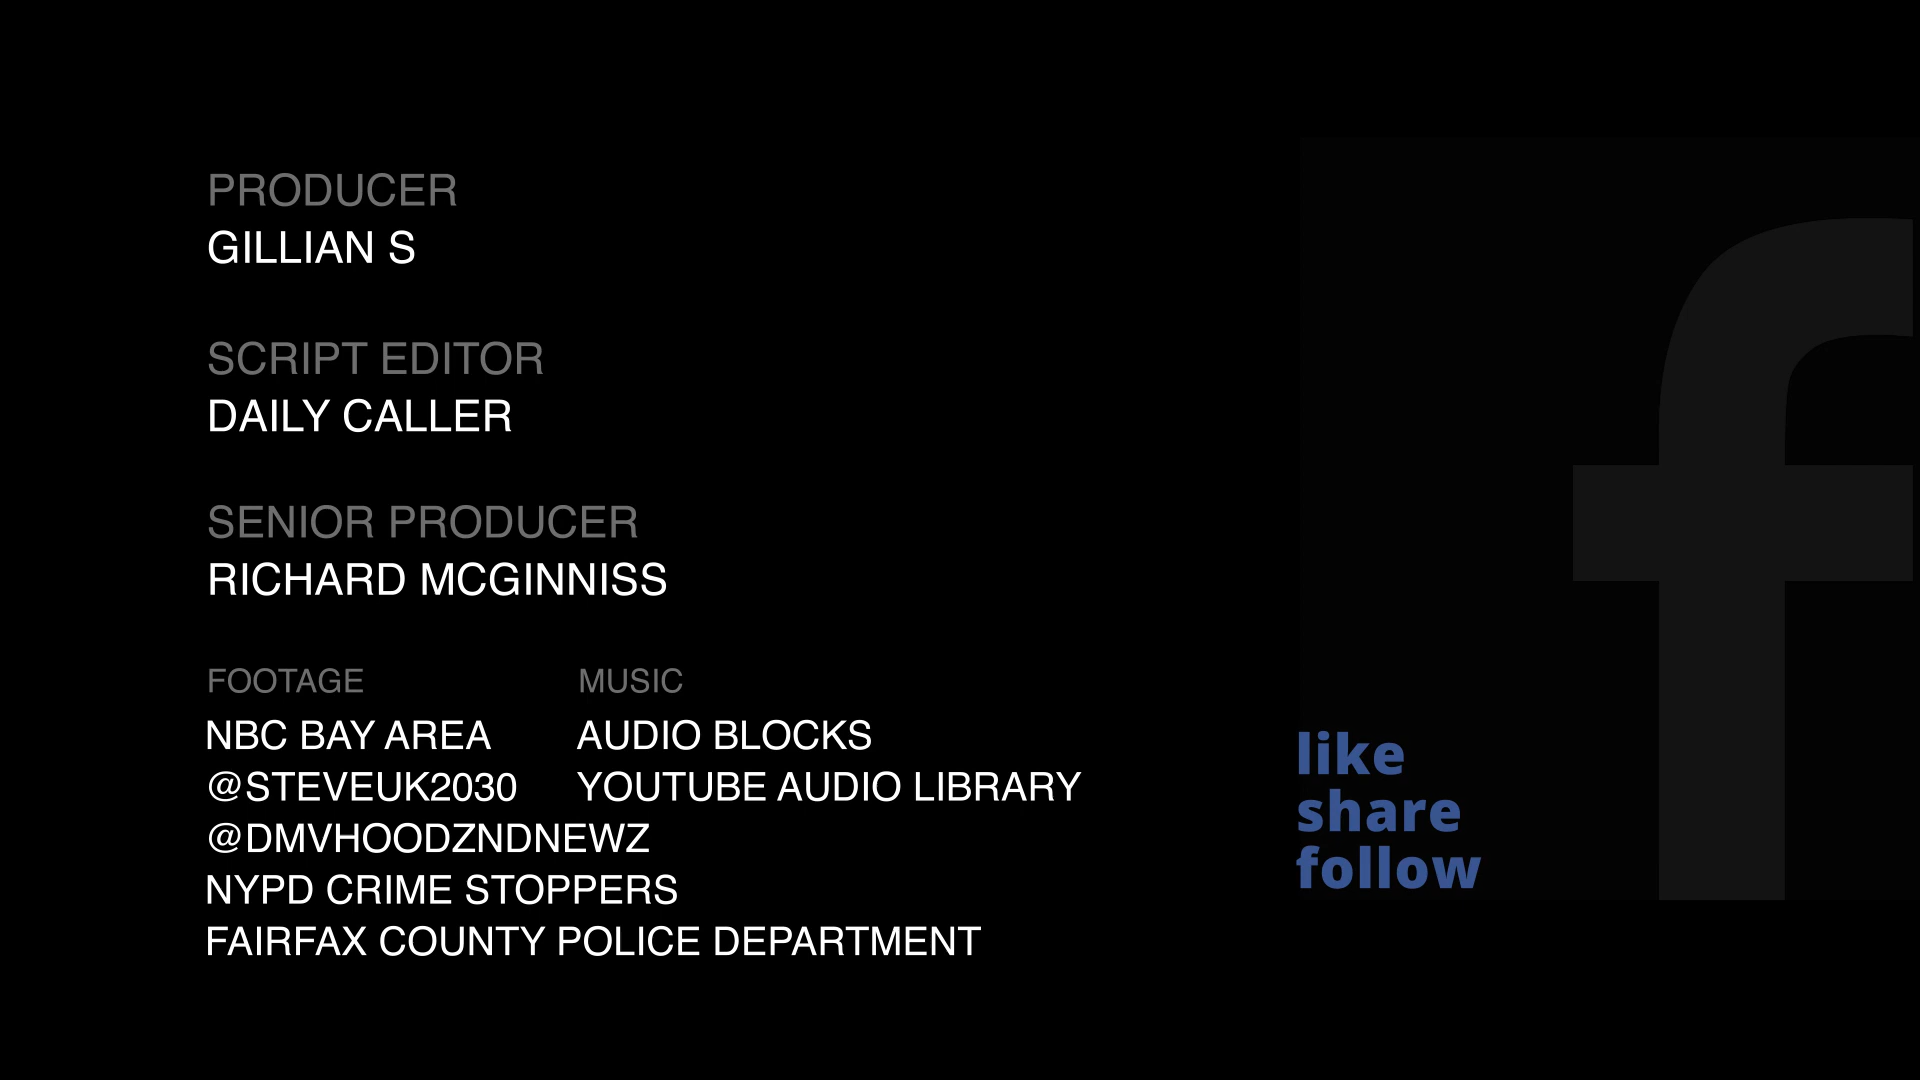 PRODUCER
GILLIAN S
SCRIPT EDITOR
DAILY CALLER
SENIOR PRODUCER
RICHARD MCGINNISS
FOOTAGE
NBC BAY AREA
@STEVEUK2030
@DMVHOODZNDNEWZ
NYPD CRIME STOPPERS
FAIRFAX COUNTY POLICE DEPARTMENT
MUSIC
AUDIO BLOCKS
YOUTUBE AUDIO LIBRARY
like
share
follow
f